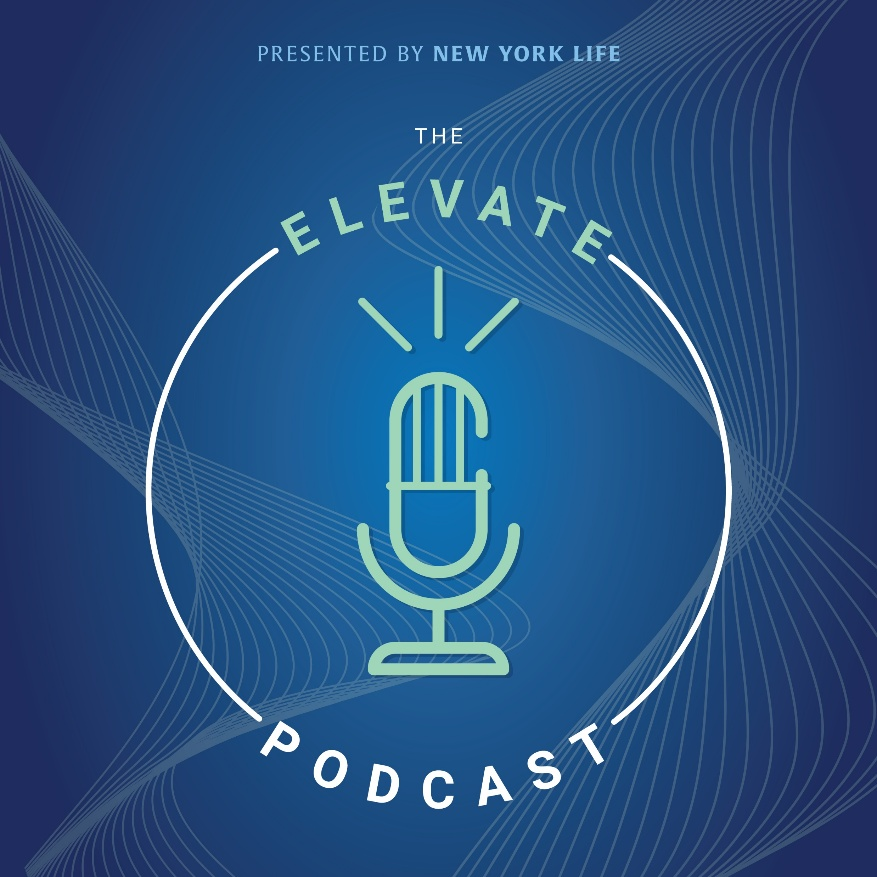 PRESENTED BY NEW YORK LIFE
THE
ELEVATE
PODCAST